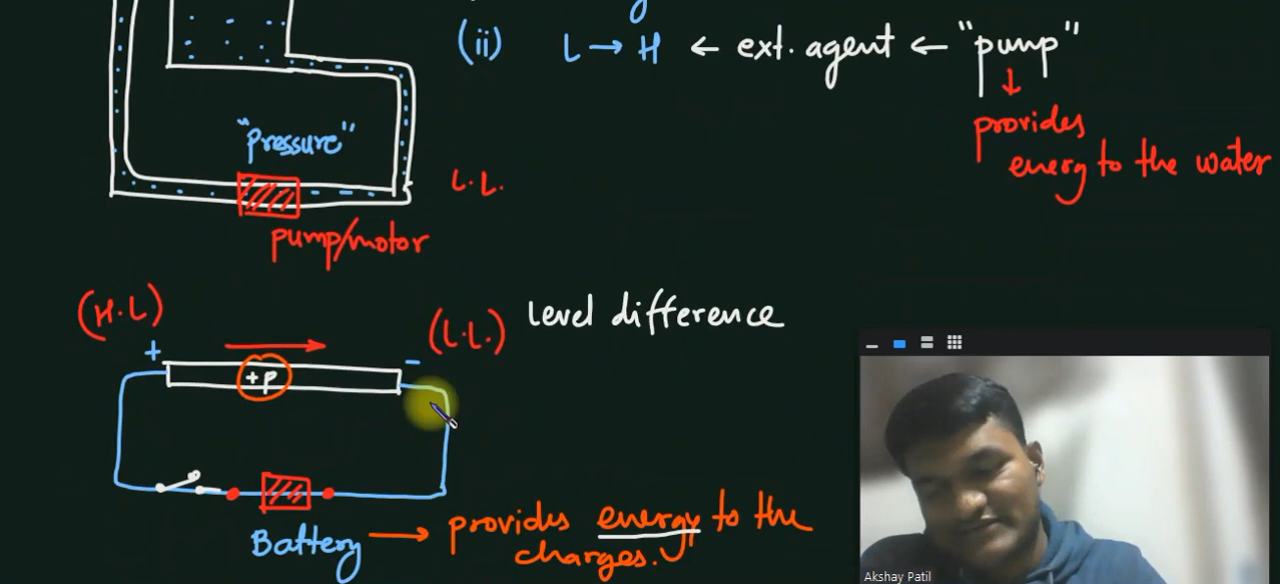 (ii) L → H ← ext. agent ← "pump"
↓
provides
energ to the water
"pressure"
L.L.
pump/motor
(H.L)
(L.L.)
level difference
+
-
+p
Battery → provides energy to the
charges.
Akshay Patil